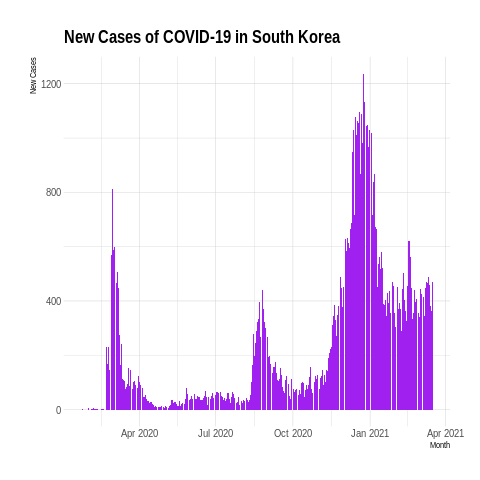 New Cases of COVID-19 in South Korea
New Cases
1200
800
400
0
Apr 2020 Jul 2020 Oct 2020 Jan 2021 Apr 2021
Month